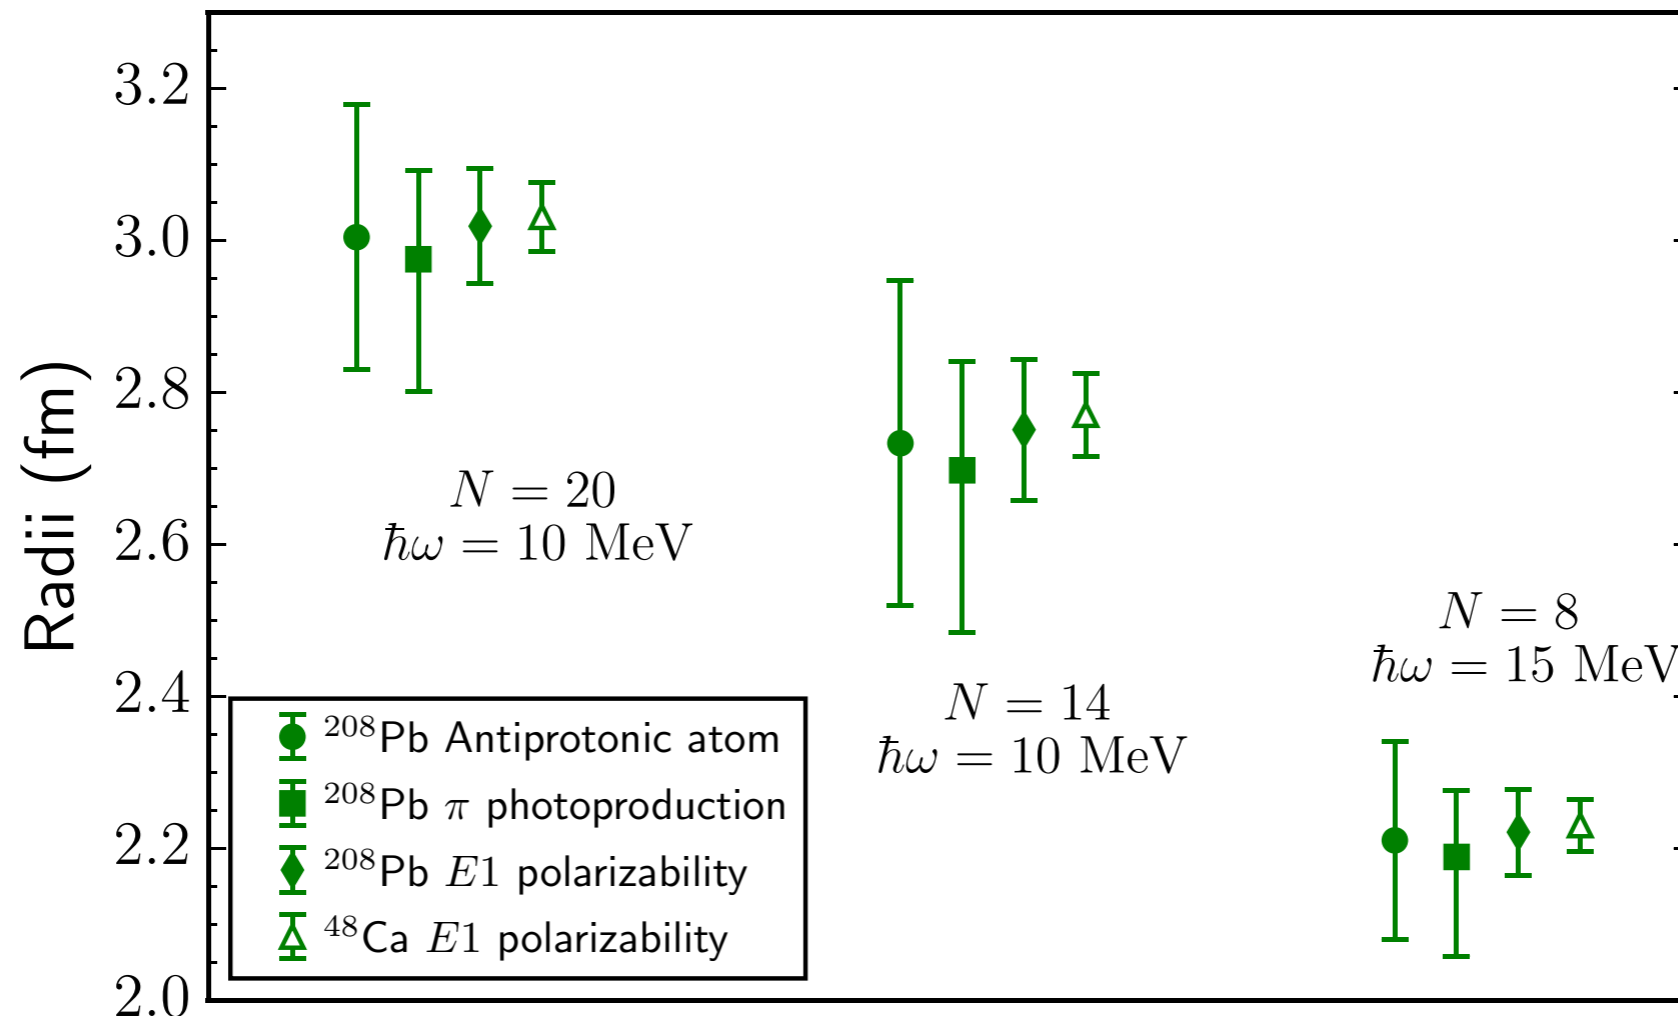 Radii (fm)
3.2
3.0
2.8
2.6
2.4
2.2
2.0
N = 20
ℏω = 10 MeV
N = 14
ℏω = 10 MeV
N = 8
ℏω = 15 MeV
²⁰⁸Pb Antiprotonic atom
²⁰⁸Pb π photoproduction
²⁰⁸Pb E1 polarizability
⁴⁸Ca E1 polarizability